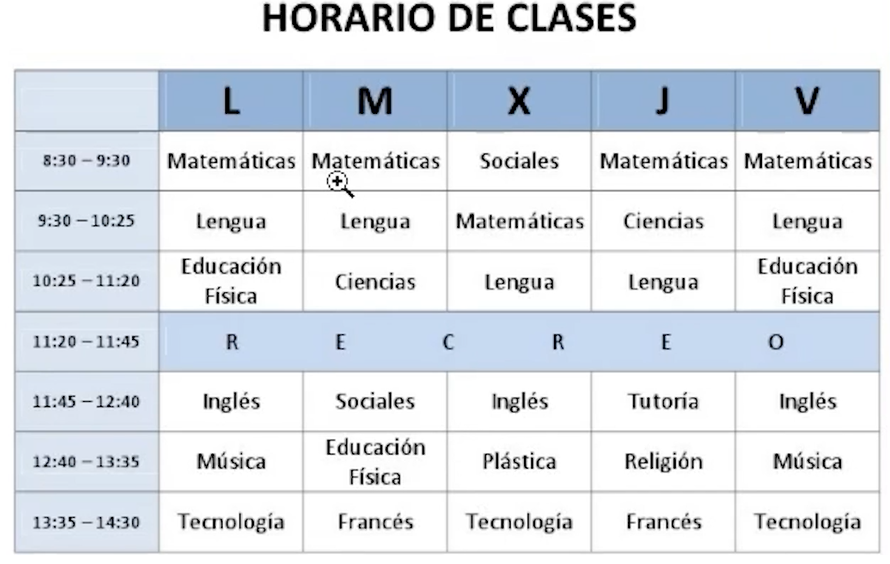 HORARIO DE CLASES
L M X J V
8:30 – 9:30 Matemáticas Matemáticas Sociales Matemáticas Matemáticas
9:30 – 10:25 Lengua Lengua Matemáticas Ciencias Lengua
10:25 – 11:20 Educación Física Ciencias Lengua Lengua Educación Física
11:20 – 11:45 R E C R E O
11:45 – 12:40 Inglés Sociales Inglés Tutoría Inglés
12:40 – 13:35 Música Educación Física Plástica Religión Música
13:35 – 14:30 Tecnología Francés Tecnología Francés Tecnología